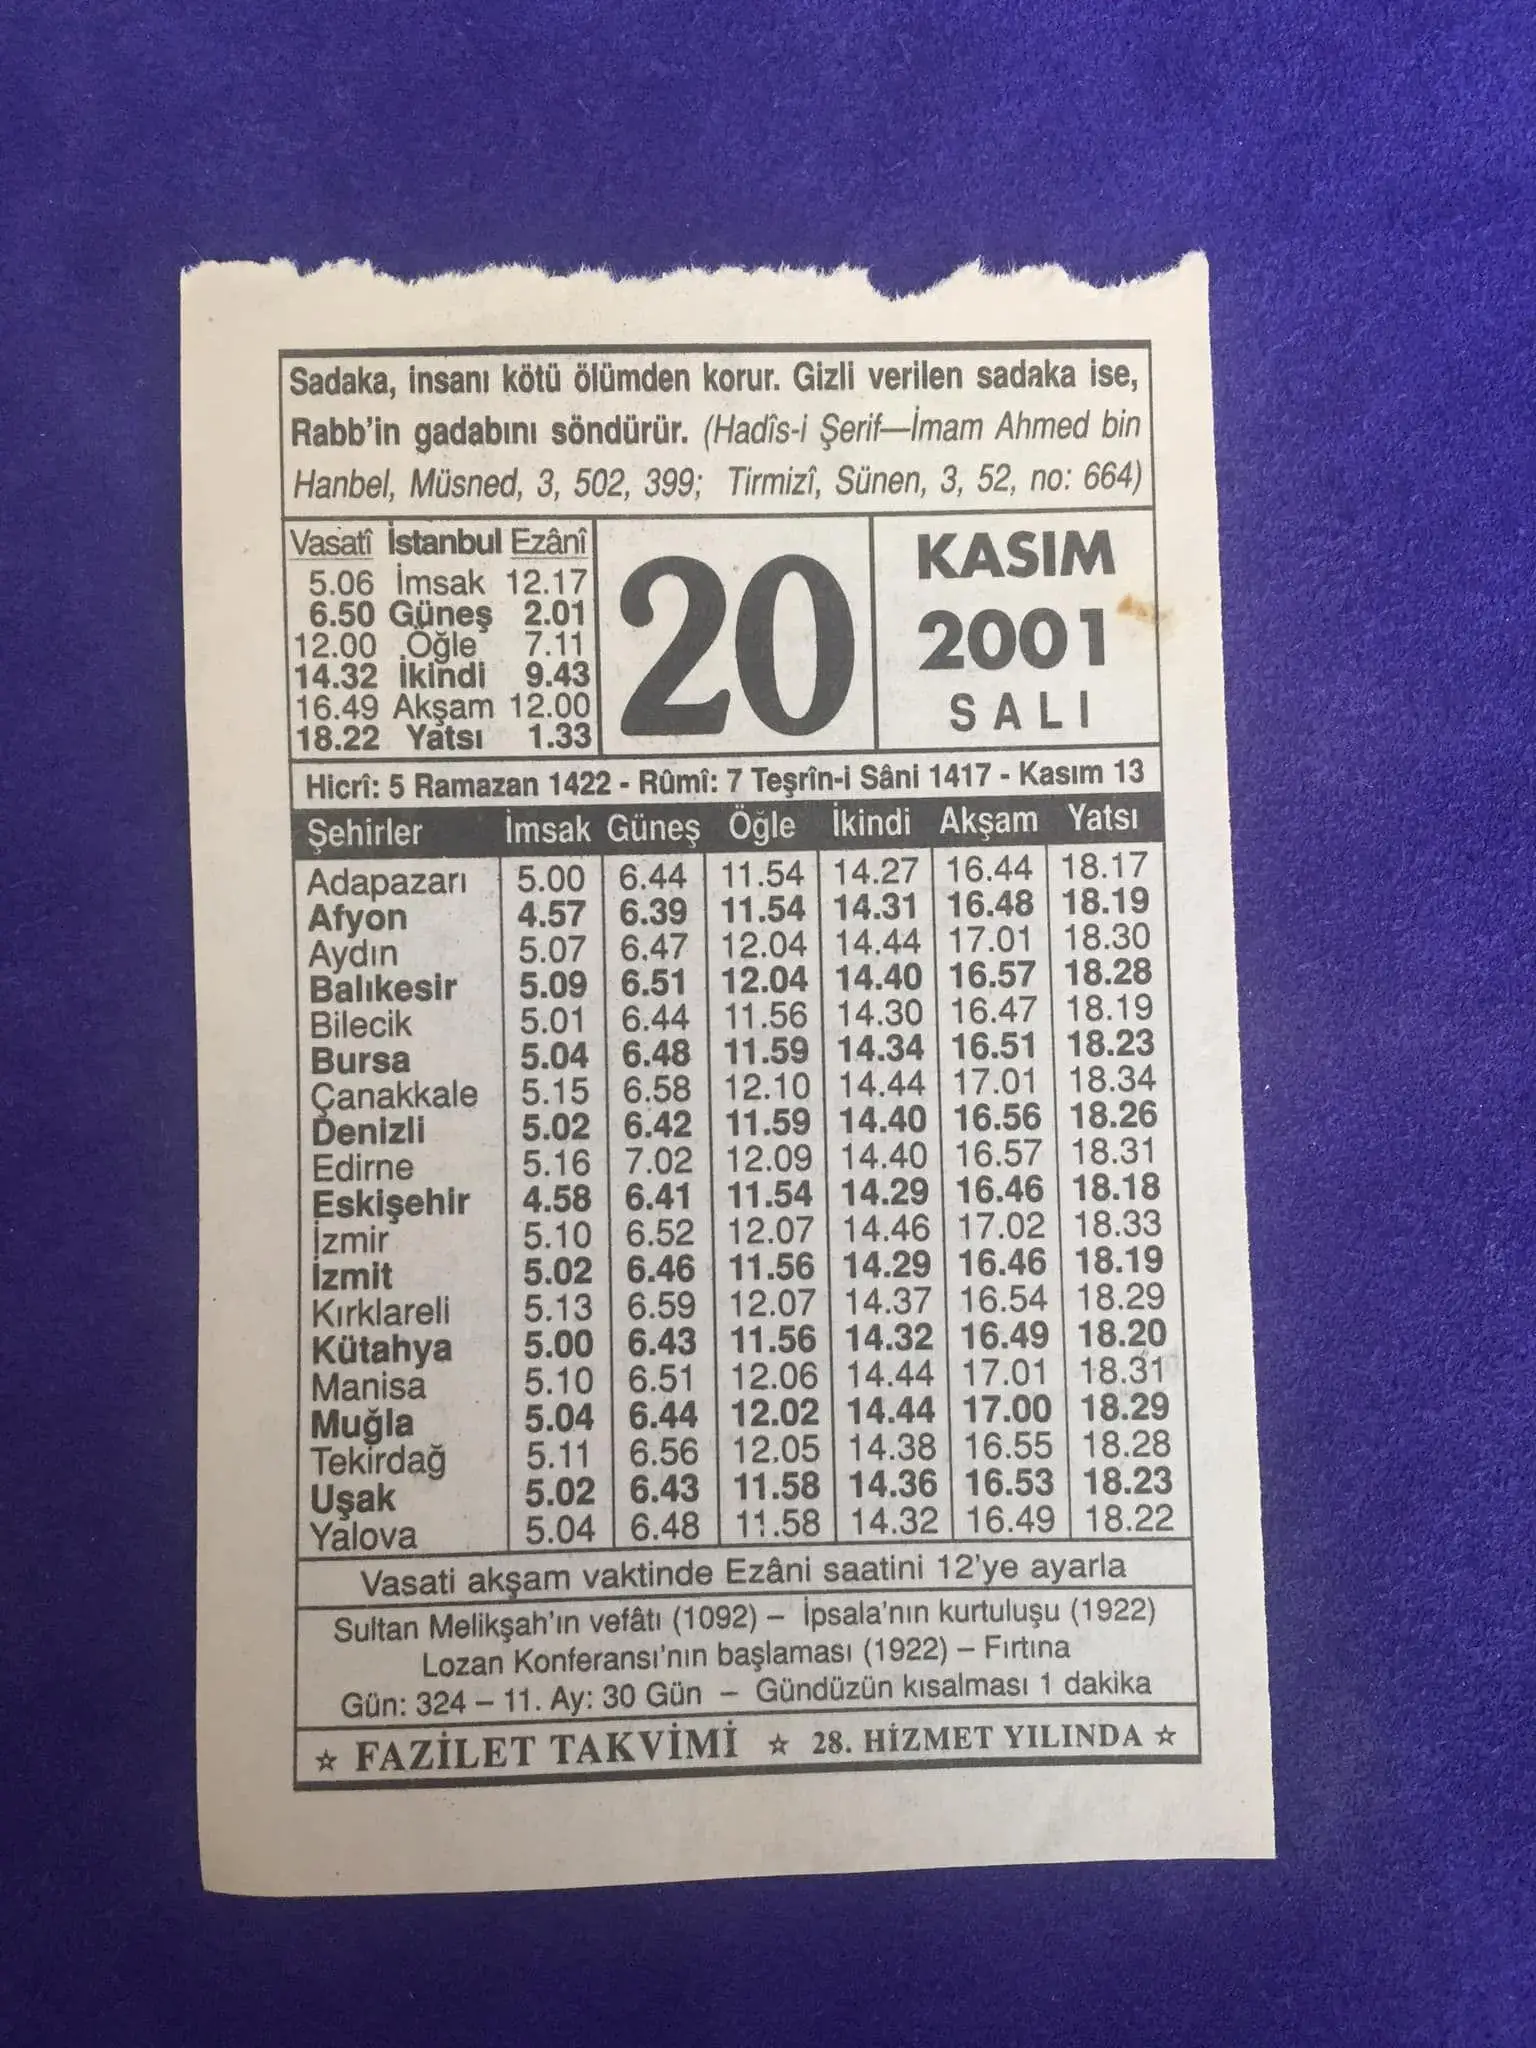 Sadaka, insanı kötü ölümden korur. Gizli verilen sadaka ise,
Rabb'in gadabını söndürür. (Hadîs-i Şerif—İmam Ahmed bin
Hanbel, Müsned, 3, 502, 399; Tirmizî, Sünen, 3, 52, no: 664)
Vasatî İstanbul Ezânî
5.06 İmsak 12.17
6.50 Güneş 2.01
12.00 Öğle 7.11
14.32 İkindi 9.43
16.49 Akşam 12.00
18.22 Yatsı 1.33
20
KASIM
2001
SALI
Hicrî: 5 Ramazan 1422 - Rûmî: 7 Teşrîn-i Sâni 1417 - Kasım 13
Şehirler İmsak Güneş Öğle İkindi Akşam Yatsı
Adapazarı 5.00 6.44 11.54 14.27 16.44 18.17
Afyon 4.57 6.39 11.54 14.31 16.48 18.19
Aydın 5.07 6.47 12.04 14.44 17.01 18.30
Balıkesir 5.09 6.51 12.04 14.40 16.57 18.28
Bilecik 5.01 6.44 11.56 14.30 16.47 18.19
Bursa 5.04 6.48 11.59 14.34 16.51 18.23
Çanakkale 5.15 6.58 12.10 14.44 17.01 18.34
Denizli 5.02 6.42 11.59 14.40 16.56 18.26
Edirne 5.16 7.02 12.09 14.40 16.57 18.31
Eskişehir 4.58 6.41 11.54 14.29 16.46 18.18
İzmir 5.10 6.52 12.07 14.46 17.02 18.33
İzmit 5.02 6.46 11.56 14.29 16.46 18.19
Kırklareli 5.13 6.59 12.07 14.37 16.54 18.29
Kütahya 5.00 6.43 11.56 14.32 16.49 18.20
Manisa 5.10 6.51 12.06 14.44 17.01 18.31
Muğla 5.04 6.44 12.02 14.44 17.00 18.29
Tekirdağ 5.11 6.56 12.05 14.38 16.55 18.28
Uşak 5.02 6.43 11.58 14.36 16.53 18.23
Yalova 5.04 6.48 11.58 14.32 16.49 18.22
Vasati akşam vaktinde Ezâni saatini 12'ye ayarla
Sultan Melikşah'ın vefâtı (1092) – İpsala'nın kurtuluşu (1922)
Lozan Konferansı'nın başlaması (1922) – Fırtına
Gün: 324 – 11. Ay: 30 Gün – Gündüzün kısalması 1 dakika
☆ FAZİLET TAKVİMİ ☆ 28. HİZMET YILINDA ☆